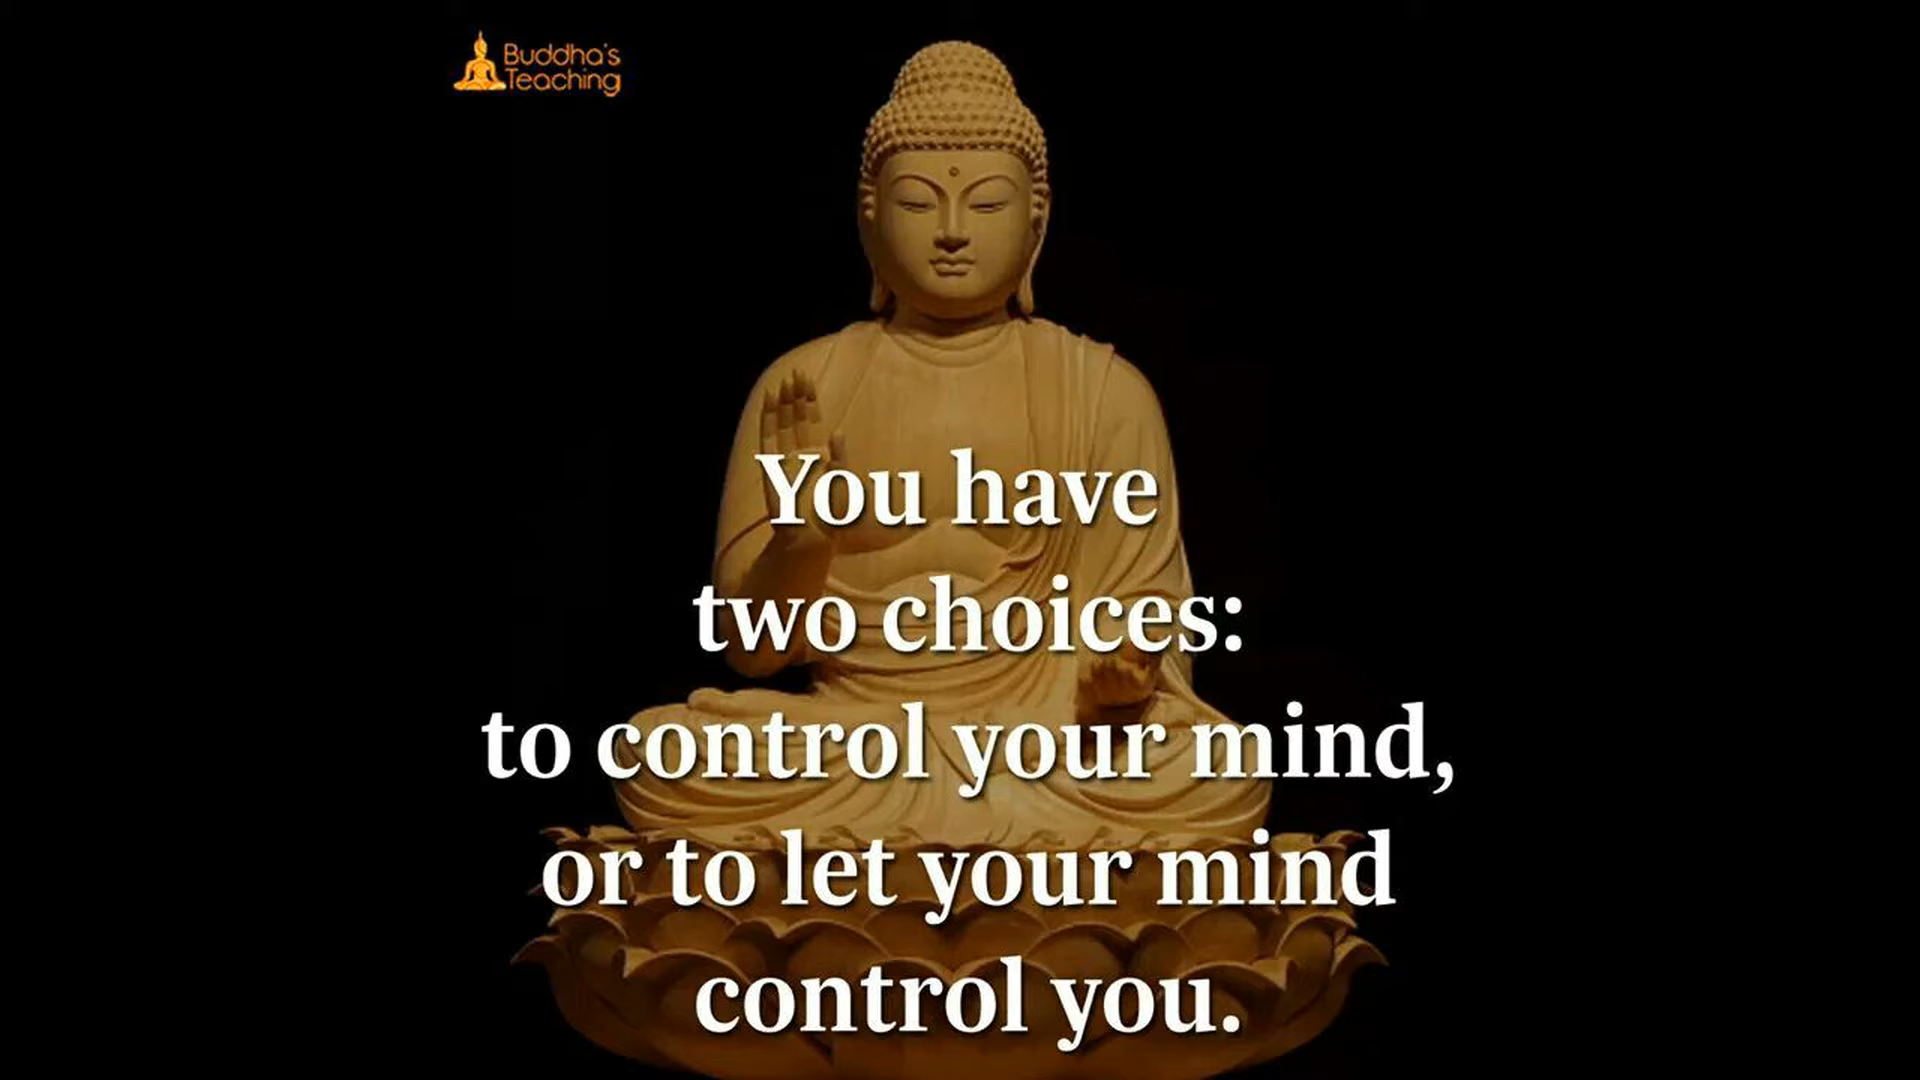 Buddha's
Teaching
You have
two choices:
to control your mind,
or to let your mind
control you.